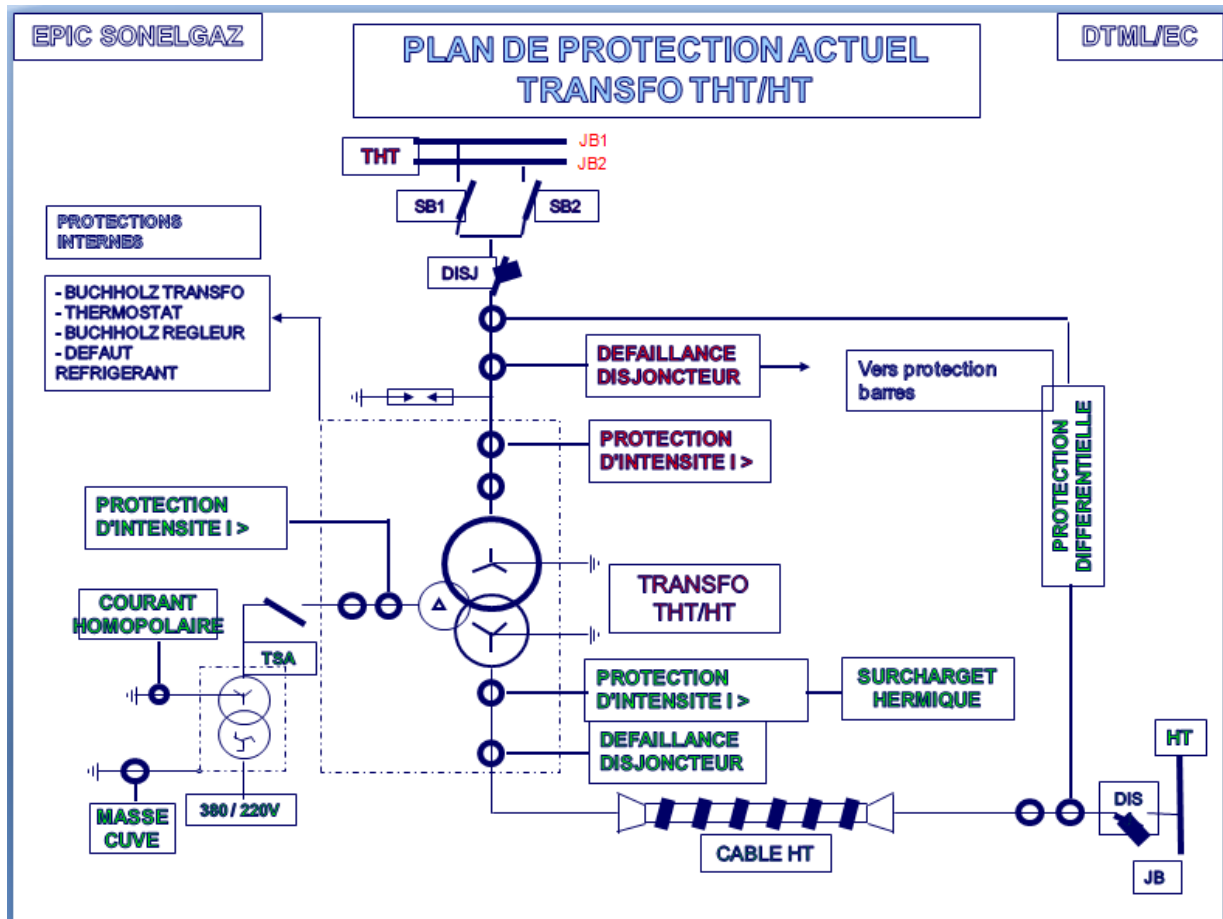 EPIC SONELGAZ
PLAN DE PROTECTION ACTUEL
TRANSFO THT/HT
DTML/EC
THT
JB1
JB2
SB1
SB2
PROTECTIONS
INTERNES
DISJ
- BUCHHOLZ TRANSFO
- THERMOSTAT
- BUCHHOLZ REGLEUR
- DEFAUT
REFRIGERANT
DEFAILLANCE
DISJONCTEUR
Vers protection
barres
PROTECTION
D'INTENSITE I >
PROTECTION
DIFFERENTIELLE
PROTECTION
D'INTENSITE I >
TRANSFO
THT/HT
COURANT
HOMOPOLAIRE
TSA
PROTECTION
D'INTENSITE I >
SURCHARGET
HERMIQUE
DEFAILLANCE
DISJONCTEUR
HT
MASSE
CUVE
380 / 220V
DIS
CABLE HT
JB